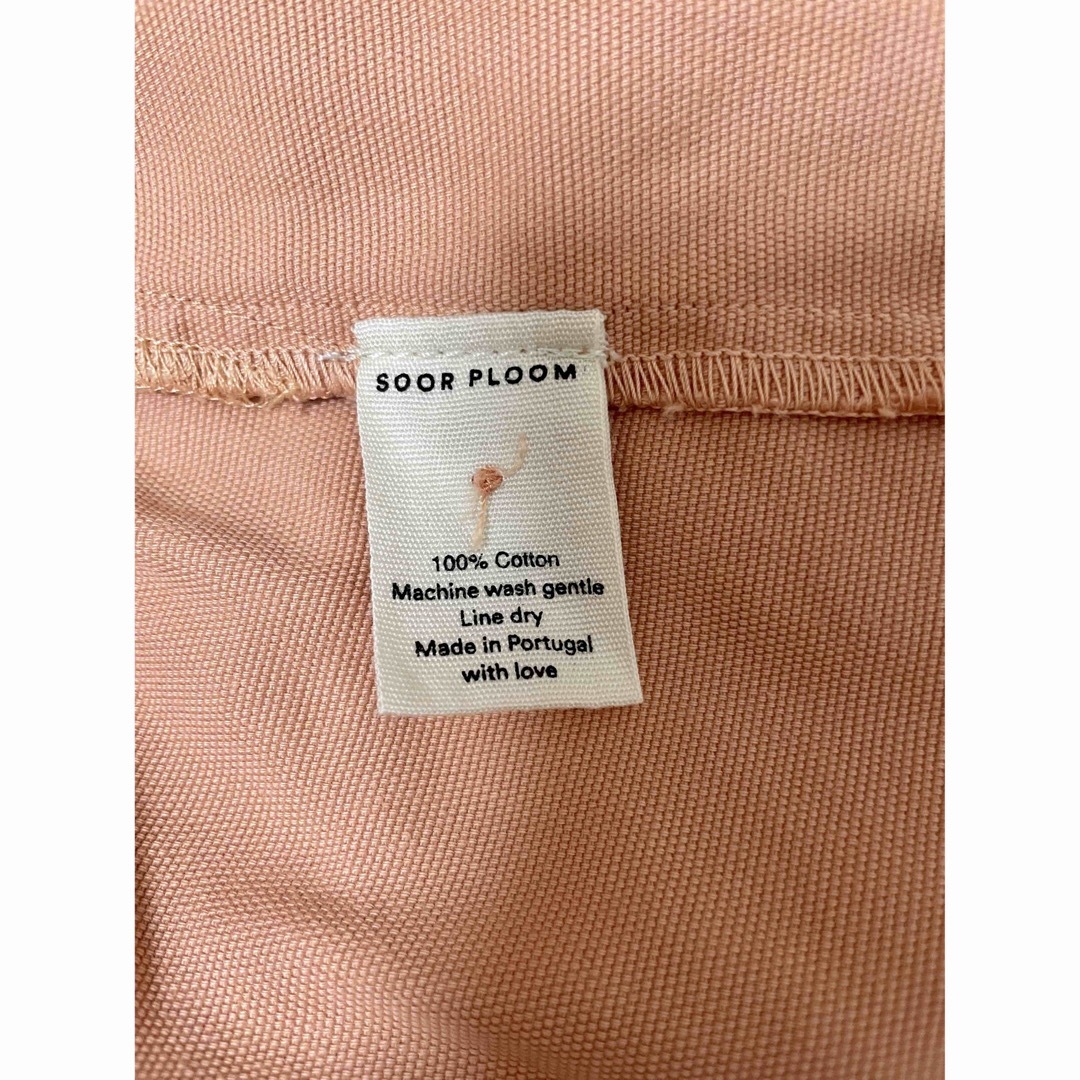 SOOR PLOOM
100% Cotton
Machine wash gentle
Line dry
Made in Portugal
with love